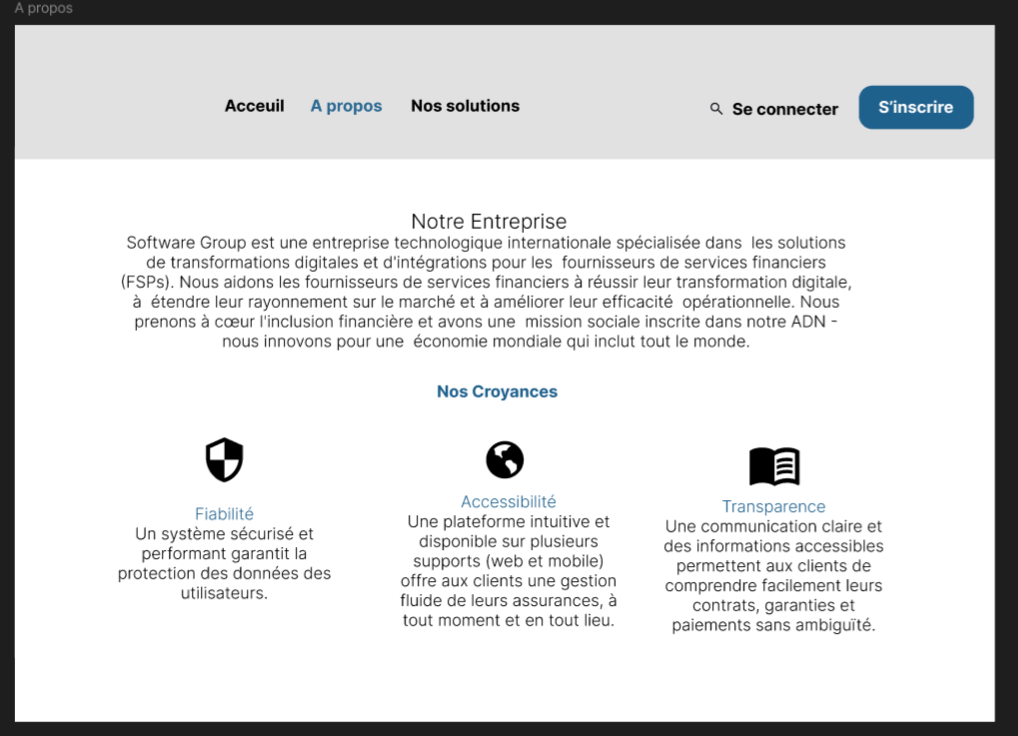 A propos
Acceuil A propos Nos solutions Se connecter S'inscrire
Notre Entreprise
Software Group est une entreprise technologique internationale spécialisée dans les solutions
de transformations digitales et d'intégrations pour les fournisseurs de services financiers
(FSPs). Nous aidons les fournisseurs de services financiers à réussir leur transformation digitale,
à étendre leur rayonnement sur le marché et à améliorer leur efficacité opérationnelle. Nous
prenons à cœur l'inclusion financière et avons une mission sociale inscrite dans notre ADN -
nous innovons pour une économie mondiale qui inclut tout le monde.
Nos Croyances
Fiabilité
Un système sécurisé et
performant garantit la
protection des données des
utilisateurs.
Accessibilité
Une plateforme intuitive et
disponible sur plusieurs
supports (web et mobile)
offre aux clients une gestion
fluide de leurs assurances, à
tout moment et en tout lieu.
Transparence
Une communication claire et
des informations accessibles
permettent aux clients de
comprendre facilement leurs
contrats, garanties et
paiements sans ambiguïté.